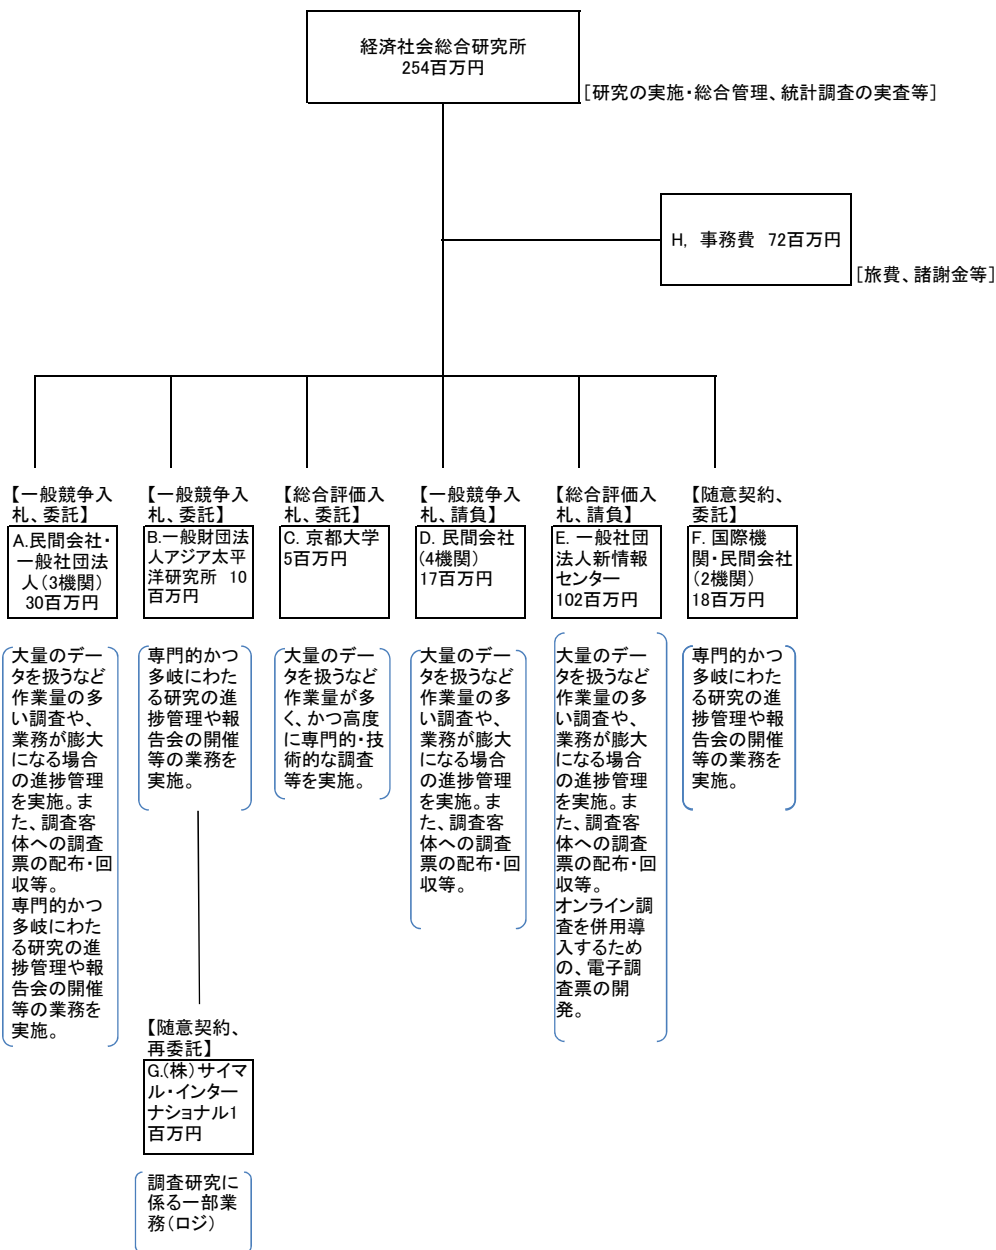 経済社会総合研究所
254百万円
［研究の実施・総合管理、統計調査の実査等］
H, 事務費 72百万円
［旅費、諸謝金等］
【一般競争入
札、委託】
A.民間会社・
一般社団法
人(3機関)
30百万円
大量のデー
タを扱うなど
作業量の多
い調査や、
業務が膨大
になる場合
の進捗管理
を実施。ま
た、調査客
体への調査
票の配布・回
収等。
専門的かつ
多岐にわた
る研究の進
捗管理や報
告会の開催
等の業務を
実施。
【一般競争入
札、委託】
B.一般財団法
人アジア太平
洋研究所 10
百万円
専門的かつ
多岐にわた
る研究の進
捗管理や報
告会の開催
等の業務を
実施。
【随意契約、
再委託】
G.(株)サイマ
ル・インター
ナショナル1
百万円
調査研究に
係る一部業
務(ロジ)
【総合評価入
札、委託】
C. 京都大学
5百万円
大量のデー
タを扱うなど
作業量が多
く、かつ高度
に専門的・技
術的な調査
等を実施。
【一般競争入
札、請負】
D. 民間会社
(4機関)
17百万円
大量のデー
タを扱うなど
作業量の多
い調査や、
業務が膨大
になる場合
の進捗管理
を実施。ま
た、調査客
体への調査
票の配布・回
収等。
【総合評価入
札、請負】
E. 一般社団
法人新情報
センター
102百万円
大量のデー
タを扱うなど
作業量の多
い調査や、
業務が膨大
になる場合
の進捗管理
を実施。ま
た、調査客
体への調査
票の配布・回
収等。
オンライン調
査を併用導
入するため
の、電子調
査票の開
発。
【随意契約、
委託】
F. 国際機
関・民間会社
(2機関)
18百万円
専門的かつ
多岐にわた
る研究の進
捗管理や報
告会の開催
等の業務を
実施。